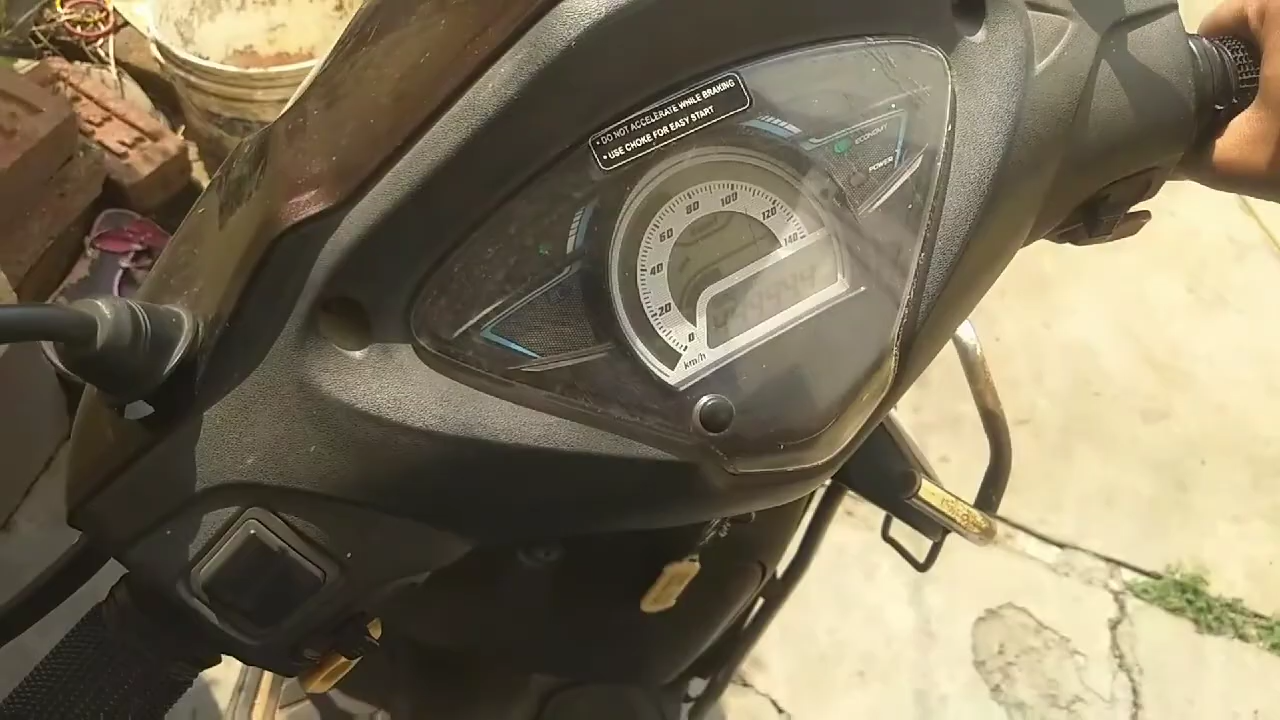 • DO NOT ACCELERATE WHILE BRAKING
• USE CHOKE FOR EASY START
ECONOMY
POWER
0
20
40
60
80
100
120
140
km/h